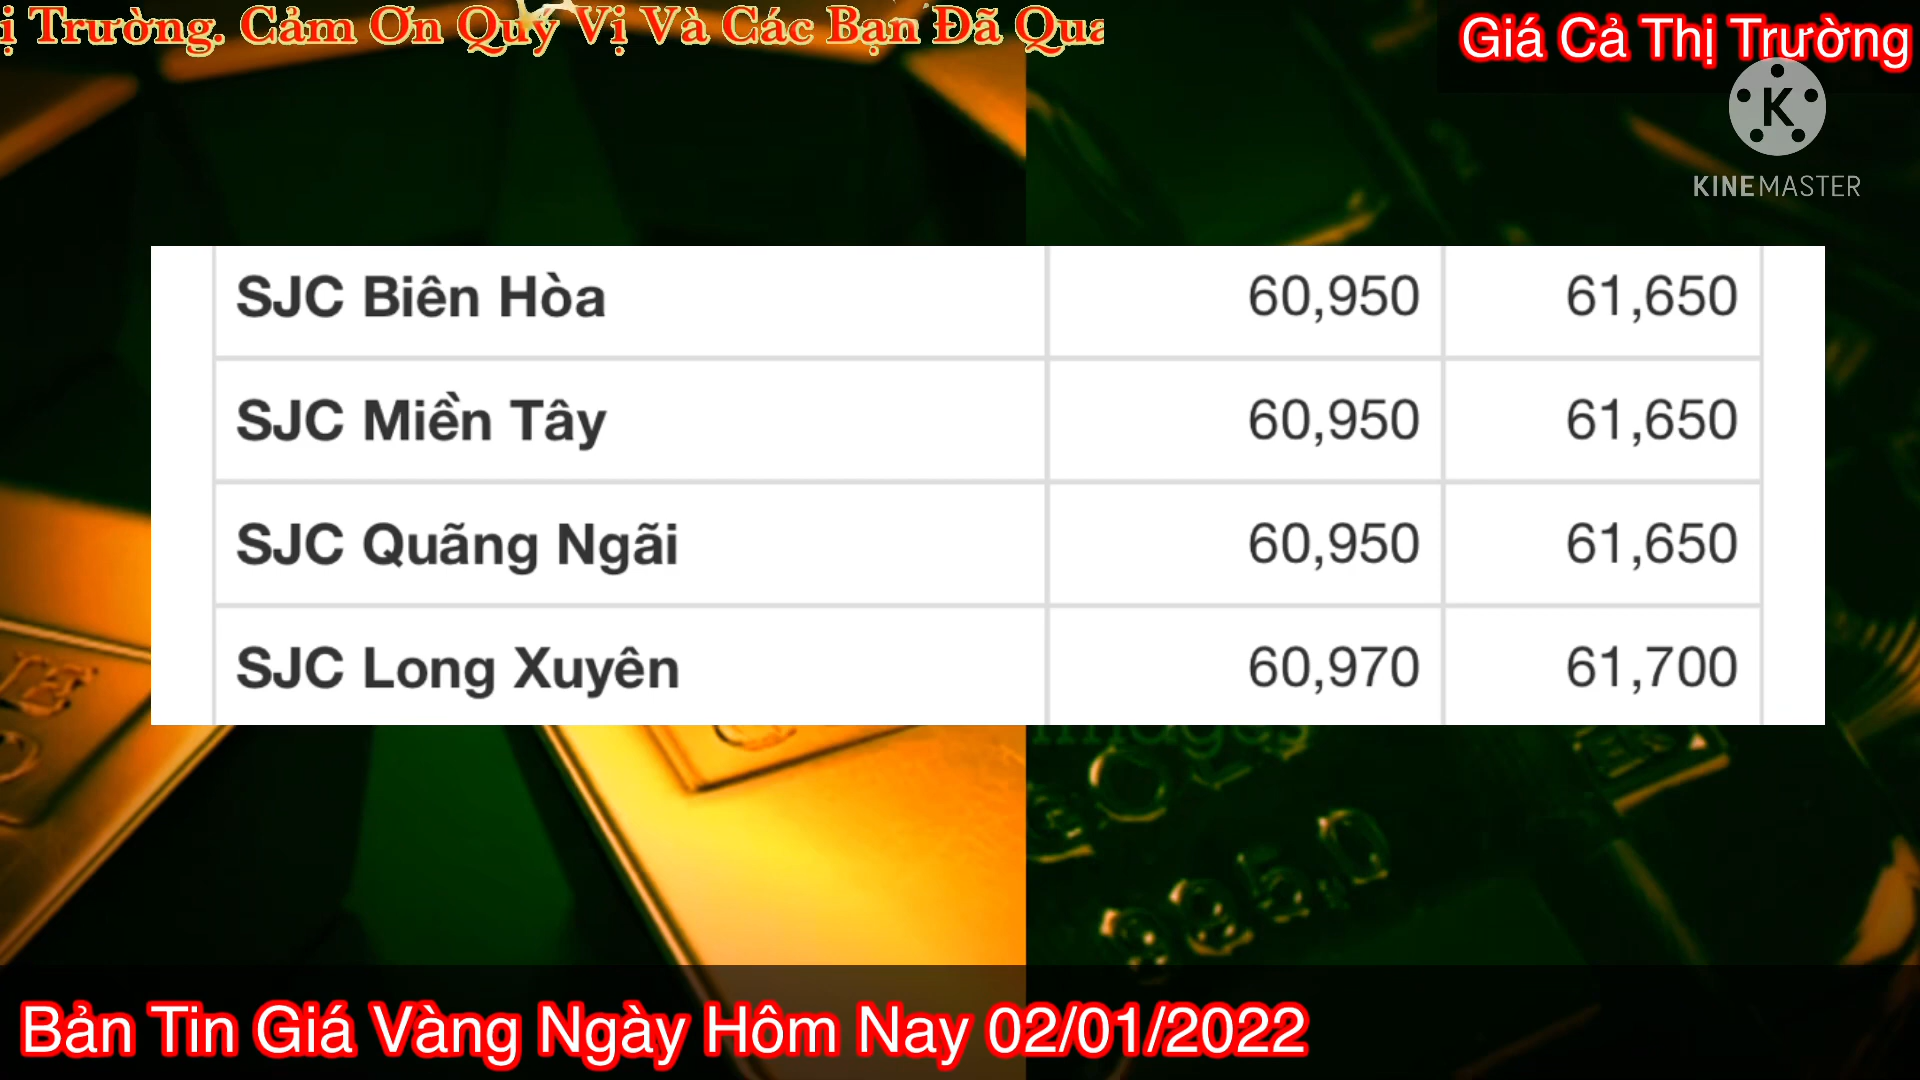 ị Trường. Cảm Ơn Quý Vị Và Các Bạn Đã Qua
Giá Cả Thị Trường
K
KINEMASTER
SJC Biên Hòa 60,950 61,650
SJC Miền Tây 60,950 61,650
SJC Quãng Ngãi 60,950 61,650
SJC Long Xuyên 60,970 61,700
Bản Tin Giá Vàng Ngày Hôm Nay 02/01/2022